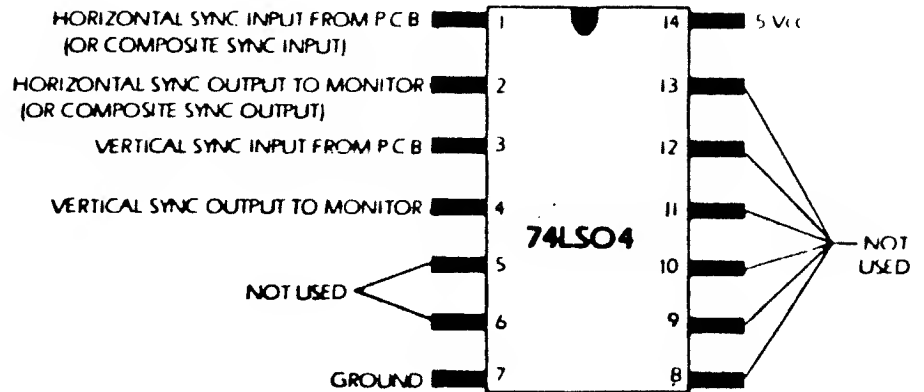 HORIZONTAL SYNC INPUT FROM P C B
(OR COMPOSITE SYNC INPUT)
HORIZONTAL SYNC OUTPUT TO MONITOR
(OR COMPOSITE SYNC OUTPUT)
VERTICAL SYNC INPUT FROM P C B
VERTICAL SYNC OUTPUT TO MONITOR
NOT USED
GROUND
1
2
3
4
5
6
7
74LS04
14
13
12
11
10
9
8
5 Vcc
NOT
USED